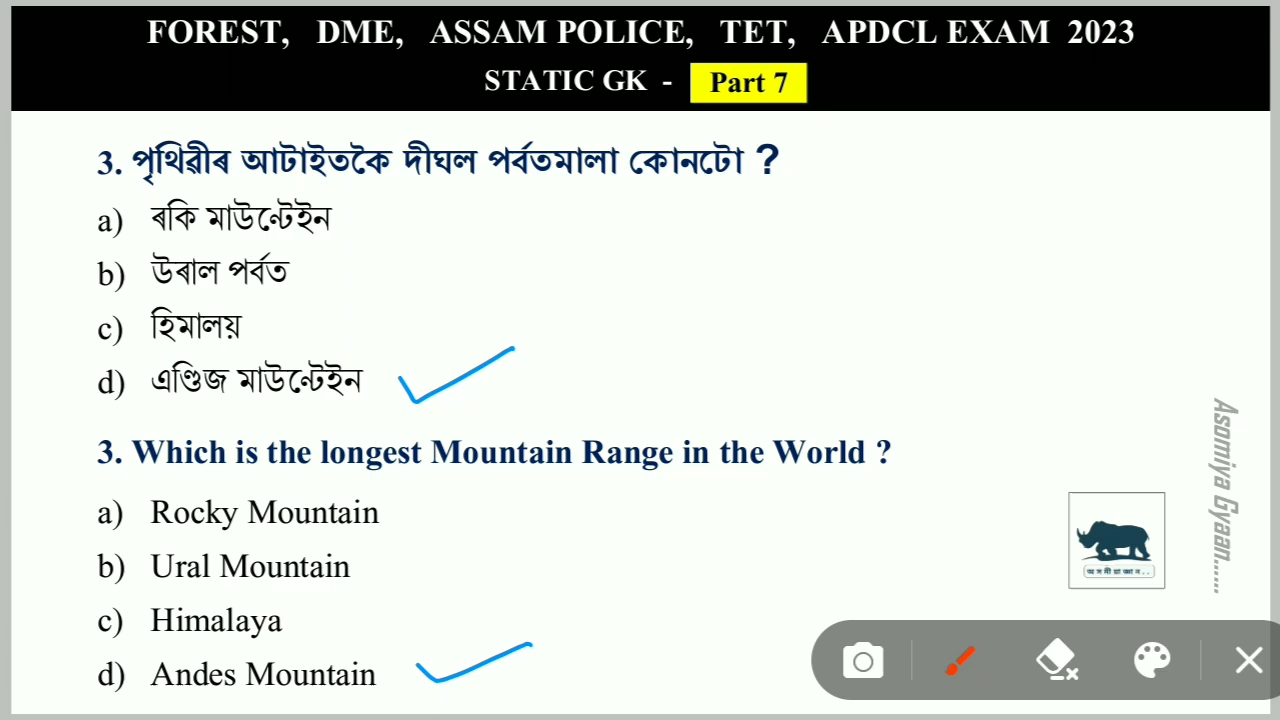 FOREST, DME, ASSAM POLICE, TET, APDCL EXAM 2023
STATIC GK - Part 7
3. পৃথিৱীৰ আটাইতকৈ দীঘল পৰ্বতমালা কোনটো ?
a) ৰকি মাউণ্টেইন
b) উৰাল পৰ্বত
c) হিমালয়
d) এণ্ডিজ মাউণ্টেইন
3. Which is the longest Mountain Range in the World ?
a) Rocky Mountain
b) Ural Mountain
c) Himalaya
d) Andes Mountain
Asomiya Gyaan......
অ স মী য়া জ্ঞা ন . .